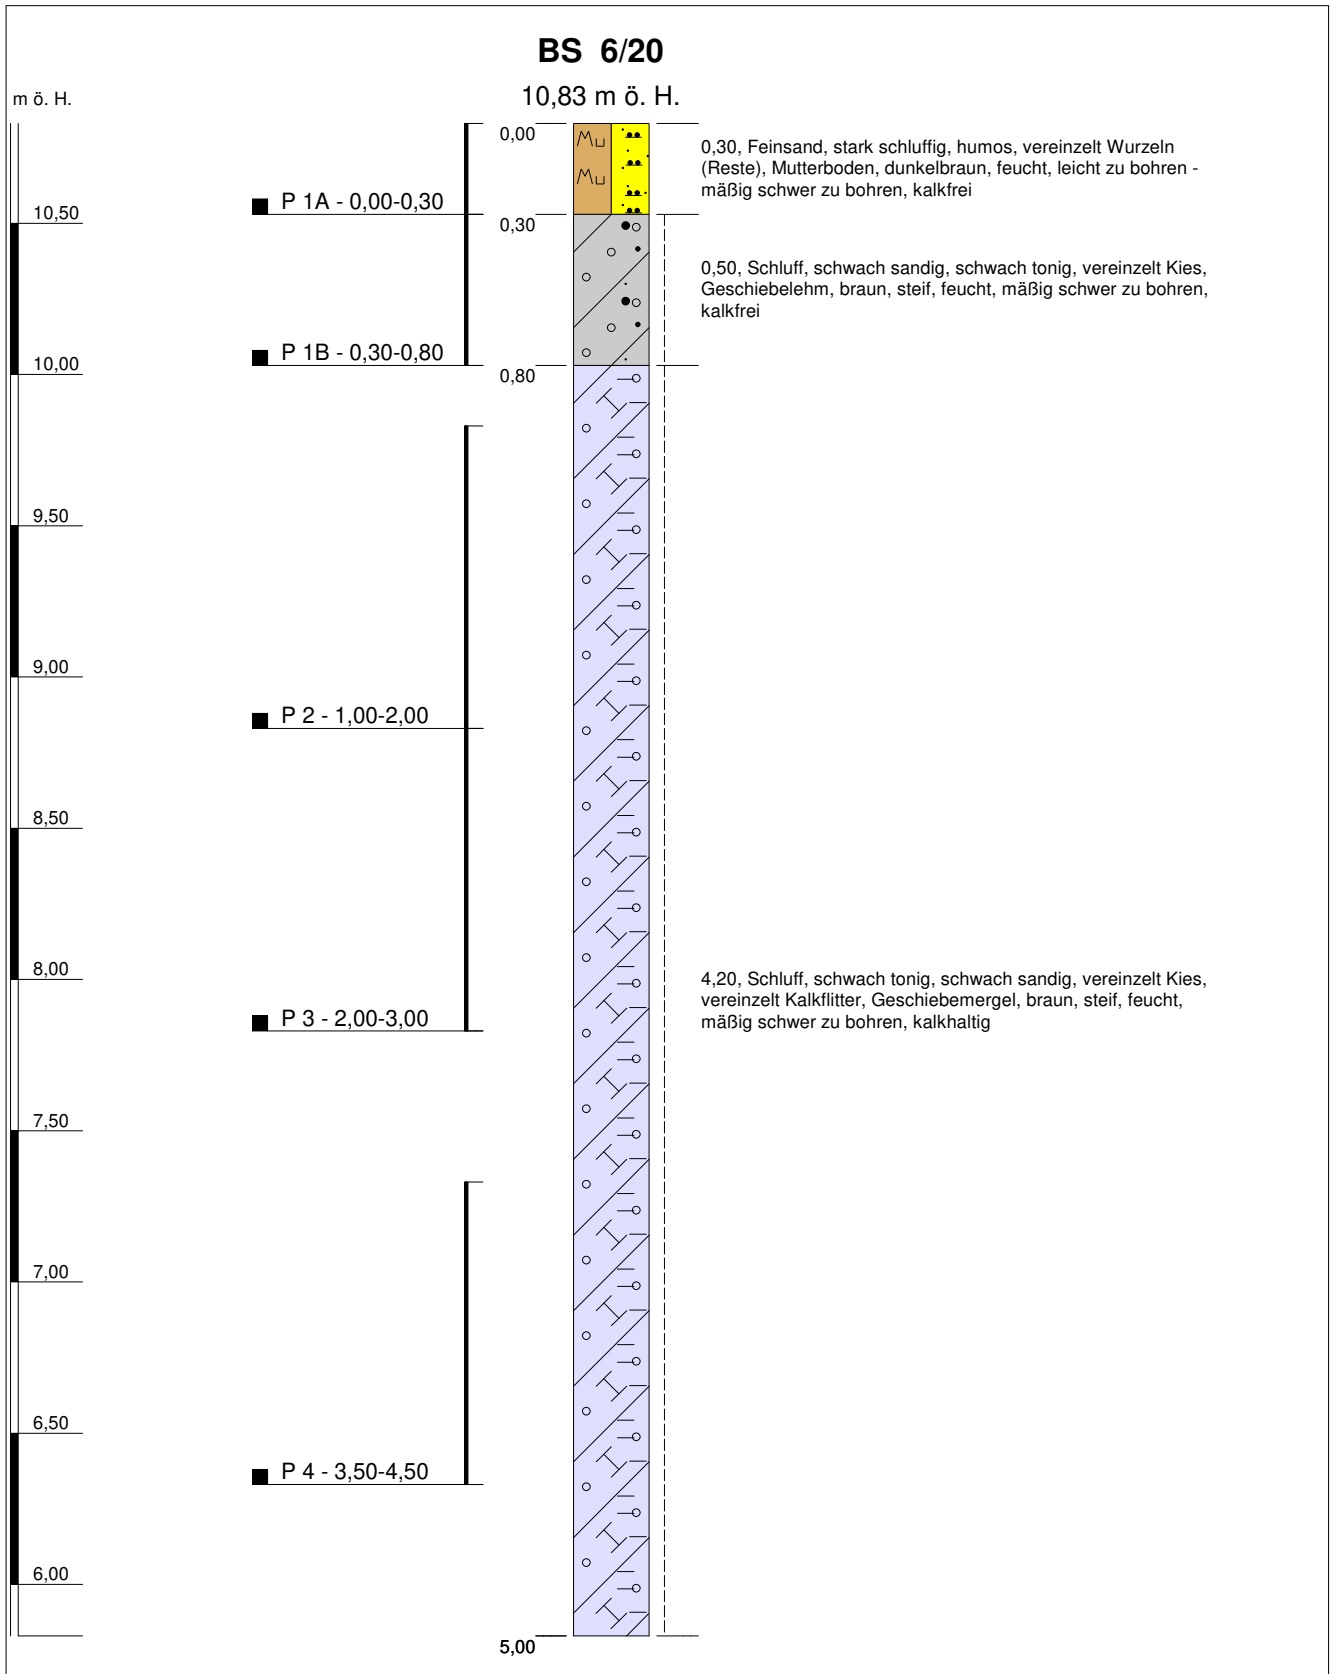 BS 6/20
10,83 m ö. H.
m ö. H.
0,00
0,30, Feinsand, stark schluffig, humos, vereinzelt Wurzeln
(Reste), Mutterboden, dunkelbraun, feucht, leicht zu bohren -
mäßig schwer zu bohren, kalkfrei
Mu
Mu
P 1A - 0,00-0,30
10,50
0,30
0,50, Schluff, schwach sandig, schwach tonig, vereinzelt Kies,
Geschiebelehm, braun, steif, feucht, mäßig schwer zu bohren,
kalkfrei
P 1B - 0,30-0,80
10,00
0,80
9,50
9,00
P 2 - 1,00-2,00
8,50
8,00
4,20, Schluff, schwach tonig, schwach sandig, vereinzelt Kies,
vereinzelt Kalkflitter, Geschiebemergel, braun, steif, feucht,
mäßig schwer zu bohren, kalkhaltig
P 3 - 2,00-3,00
7,50
7,00
6,50
P 4 - 3,50-4,50
6,00
5,00